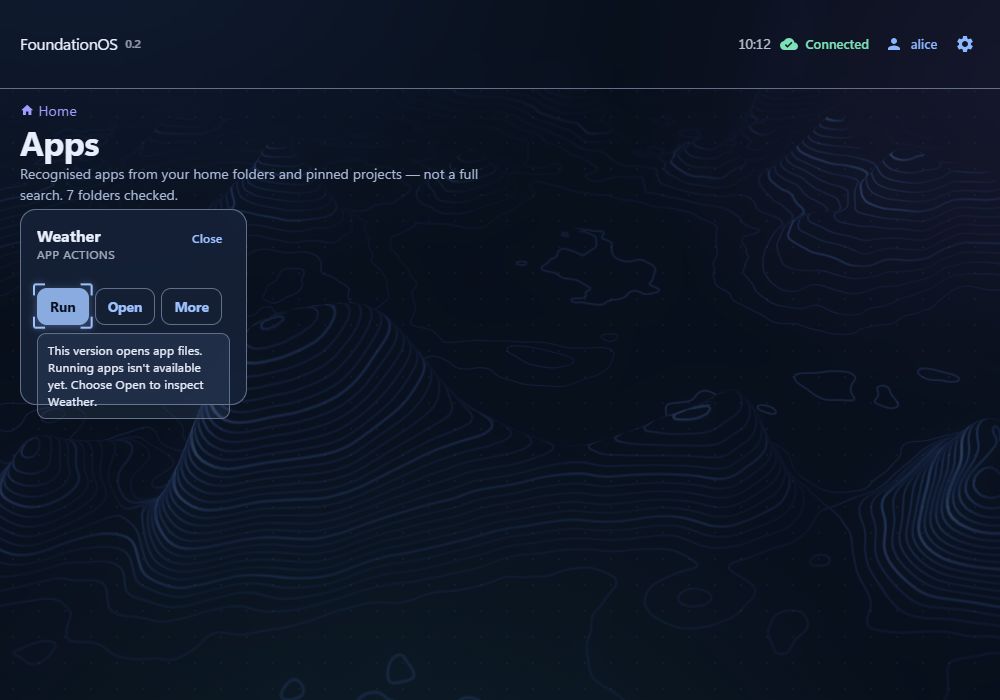 FoundationOS 0.2
10:12 Connected alice
Home
Apps
Recognised apps from your home folders and pinned projects — not a full
search. 7 folders checked.
Weather
Close
APP ACTIONS
Run Open More
This version opens app files.
Running apps isn't available
yet. Choose Open to inspect
Weather.